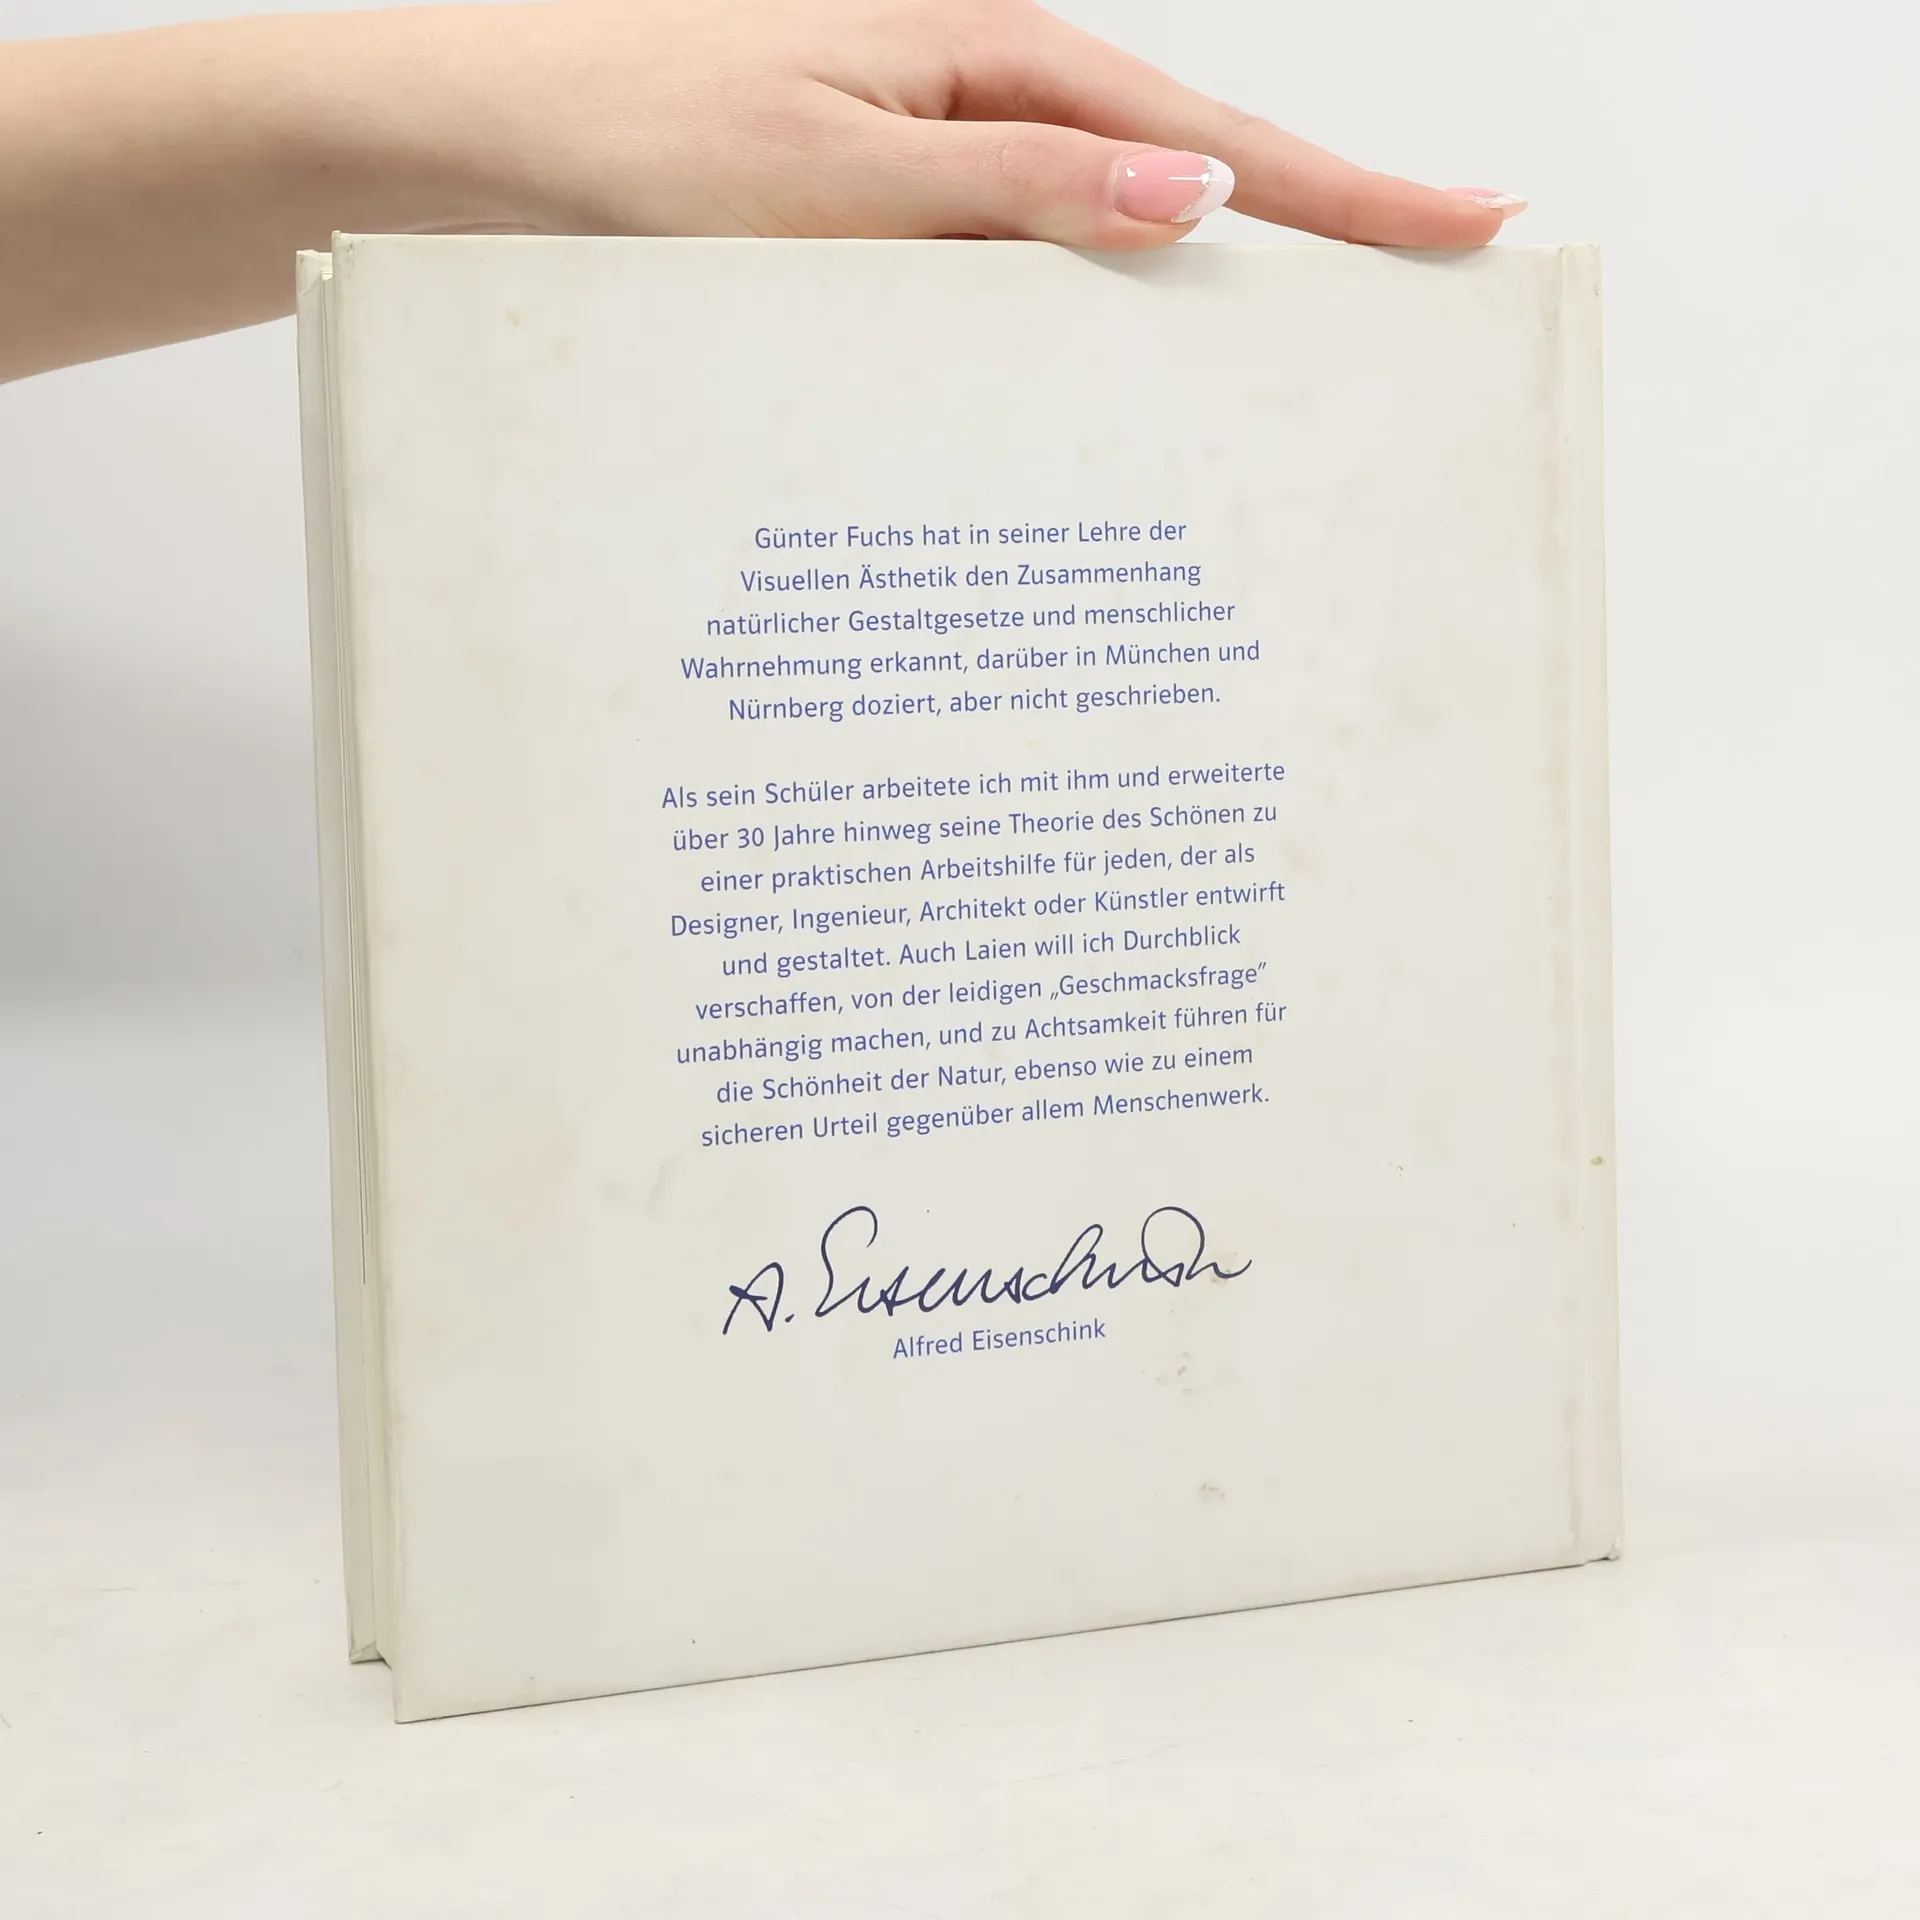 Günter Fuchs hat in seiner Lehre der
Visuellen Ästhetik den Zusammenhang
natürlicher Gestaltgesetze und menschlicher
Wahrnehmung erkannt, darüber in München und
Nürnberg doziert, aber nicht geschrieben.
Als sein Schüler arbeitete ich mit ihm und erweiterte
über 30 Jahre hinweg seine Theorie des Schönen zu
einer praktischen Arbeitshilfe für jeden, der als
Designer, Ingenieur, Architekt oder Künstler entwirft
und gestaltet. Auch Laien will ich Durchblick
verschaffen, von der leidigen „Geschmacksfrage”
unabhängig machen, und zu Achtsamkeit führen für
die Schönheit der Natur, ebenso wie zu einem
sicheren Urteil gegenüber allem Menschenwerk.
A. Eisenschink
Alfred Eisenschink